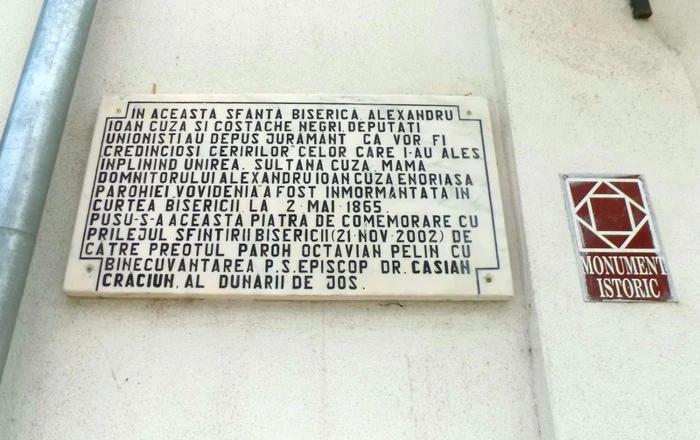 IN ACEASTA SFANTA BISERICA, ALEXANDRU
IOAN CUZA SI COSTACHE NEGRI, DEPUTATI
UNIONISTI AU DEPUS JURAMANT CA VOR FI
CREDINCIOSI CERIRILOR CELOR CARE I-AU ALES
INPLININD UNIREA. SULTANA CUZA, MAMA
DOMNITORULUI ALEXANDRU IOAN CUZA ENORIASA
PAROHIEI VOVIDENIA A FOST INMORMANTATA IN
CURTEA BISERICII LA 2·MAI·1865.
PUSU-S-A ACEASTA PIATRA DE COMEMORARE CU
PRILEJUL SFINTIRII BISERICII (21·NOV·2002) DE
CATRE PREOTUL PAROH OCTAVIAN PELIN CU
BINECUVANTAREA P.S. EPISCOP DR. CASIAN
CRĂCIUN, AL DUNARII DE JOS.
MONUMENT
ISTORIC